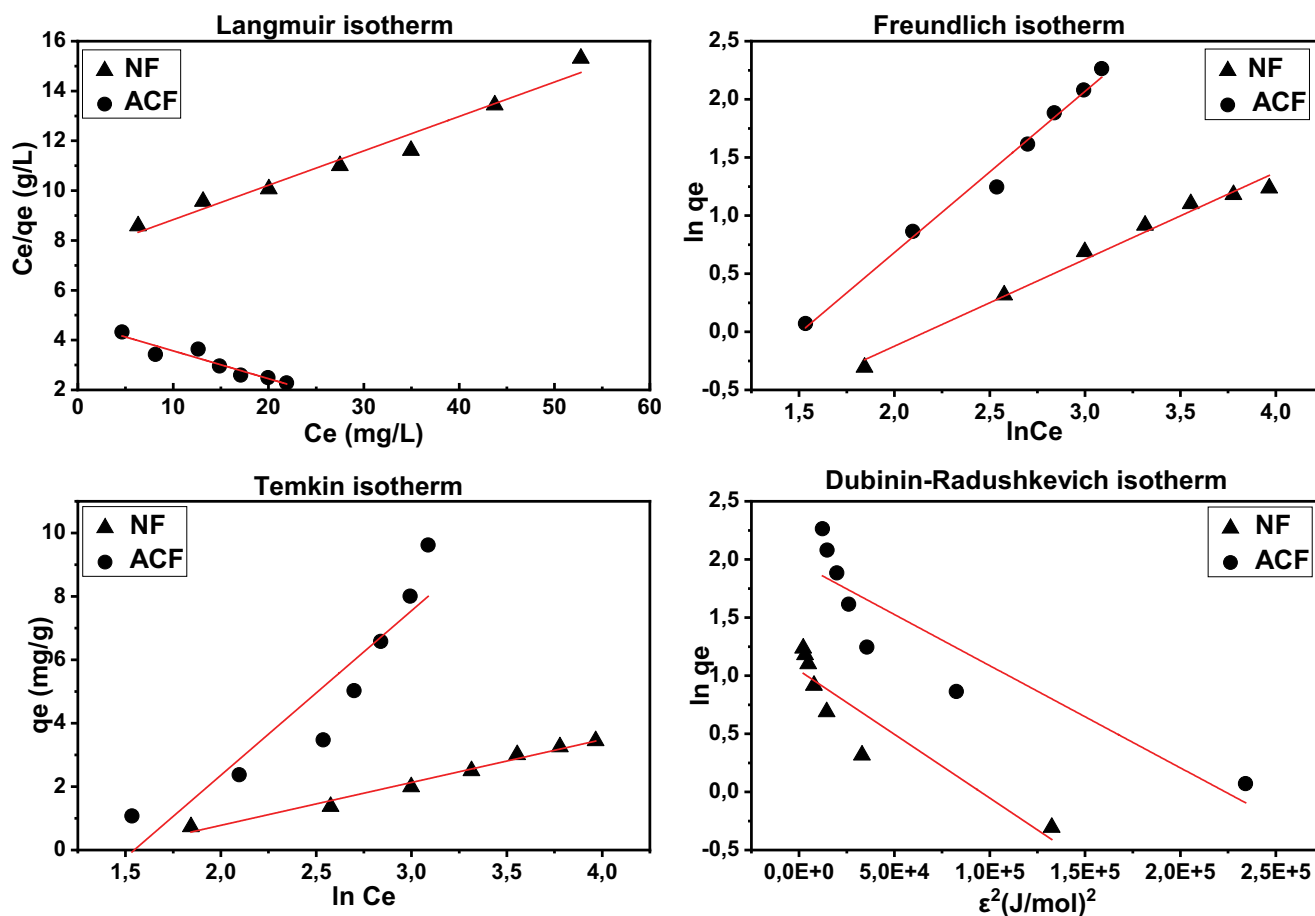 Langmuir isotherm
NF
ACF
Ce/qe (g/L)
16
14
12
10
8
6
4
2
0
10
20
30
40
50
60
Ce (mg/L)
Freundlich isotherm
NF
ACF
ln qe
2,5
2,0
1,5
1,0
0,5
0,0
-0,5
1,5
2,0
2,5
3,0
3,5
4,0
lnCe
Temkin isotherm
NF
ACF
qe (mg/g)
10
8
6
4
2
0
1,5
2,0
2,5
3,0
3,5
4,0
ln Ce
Dubinin-Radushkevich isotherm
NF
ACF
ln qe
2,5
2,0
1,5
1,0
0,5
0,0
-0,5
0,0E+0
5,0E+4
1,0E+5
1,5E+5
2,0E+5
2,5E+5
ε²(J/mol)²